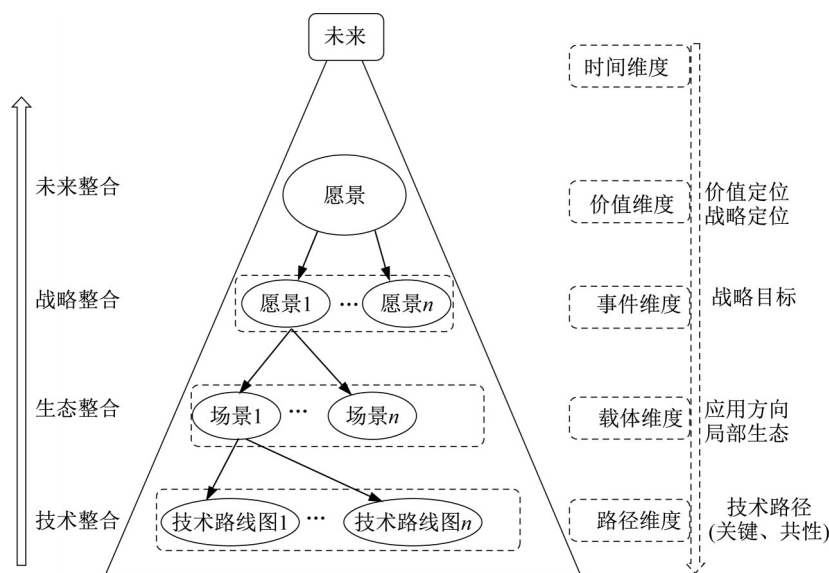 未来
时间维度
未来整合
愿景
价值维度
价值定位
战略定位
战略整合
愿景1 … 愿景n
事件维度
战略目标
生态整合
场景1 … 场景n
载体维度
应用方向
局部生态
技术整合
技术路线图1 … 技术路线图n
路径维度
技术路径
(关键、共性)